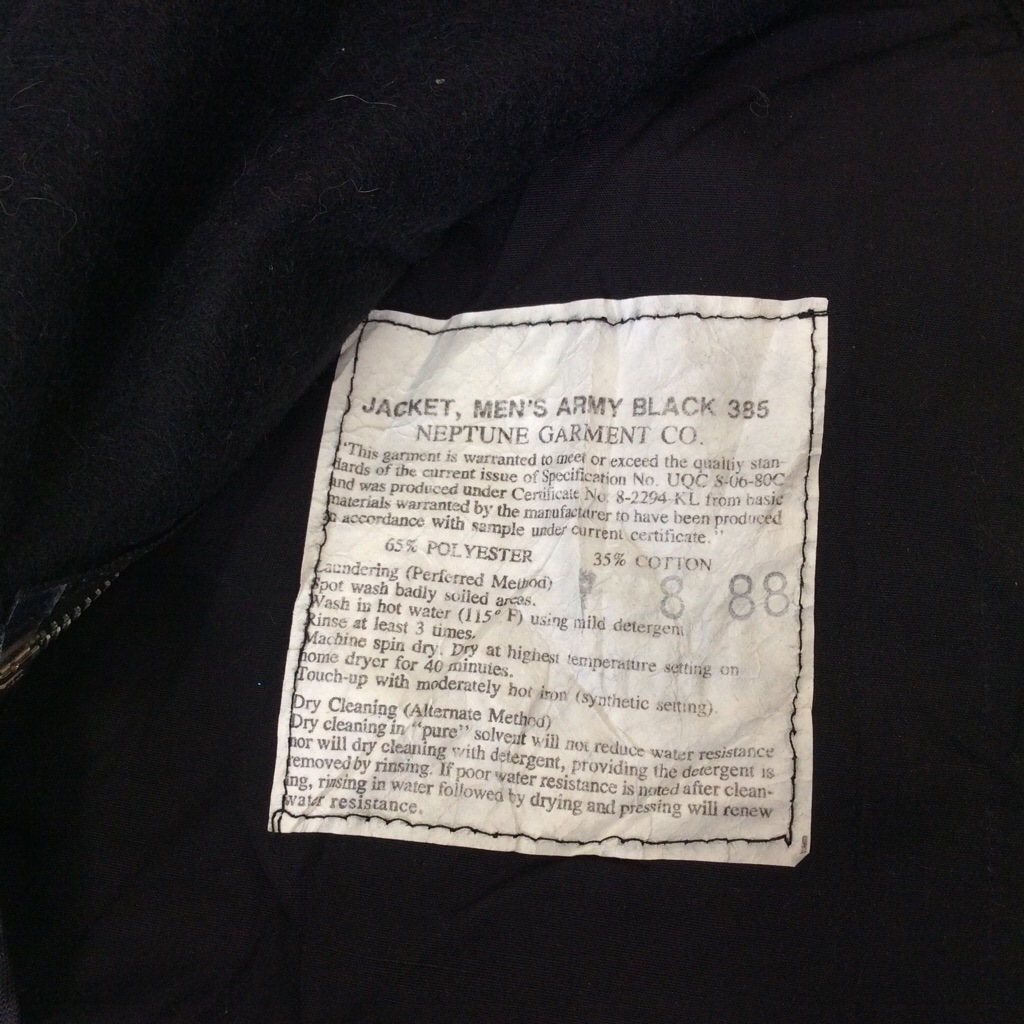 JACKET, MEN'S ARMY BLACK 385
NEPTUNE GARMENT CO.
"This garment is warranted to meet or exceed the qualtiy stan-
dards of the current issue of Specification No. UQC S-06-80C
and was produced under Certificate No. 8-2294-KL from basic
materials warranted by the manufacturer to have been produced
in accordance with sample under current certificate."
65% POLYESTER 35% COTTON
Laundering (Perferred Method)
Spot wash badly soiled areas. 8 88
Wash in hot water (115° F) using mild detergent
Rinse at least 3 times.
Machine spin dry. Dry at highest temperature setting on
home dryer for 40 minutes.
Touch-up with moderately hot iron (synthetic setting).
Dry Cleaning (Alternate Method)
Dry cleaning in "pure" solvent will not reduce water resistance
nor will dry cleaning with detergent, providing the detergent is
removed by rinsing. If poor water resistance is noted after clean-
ing, rinsing in water followed by drying and pressing will renew
water resistance.